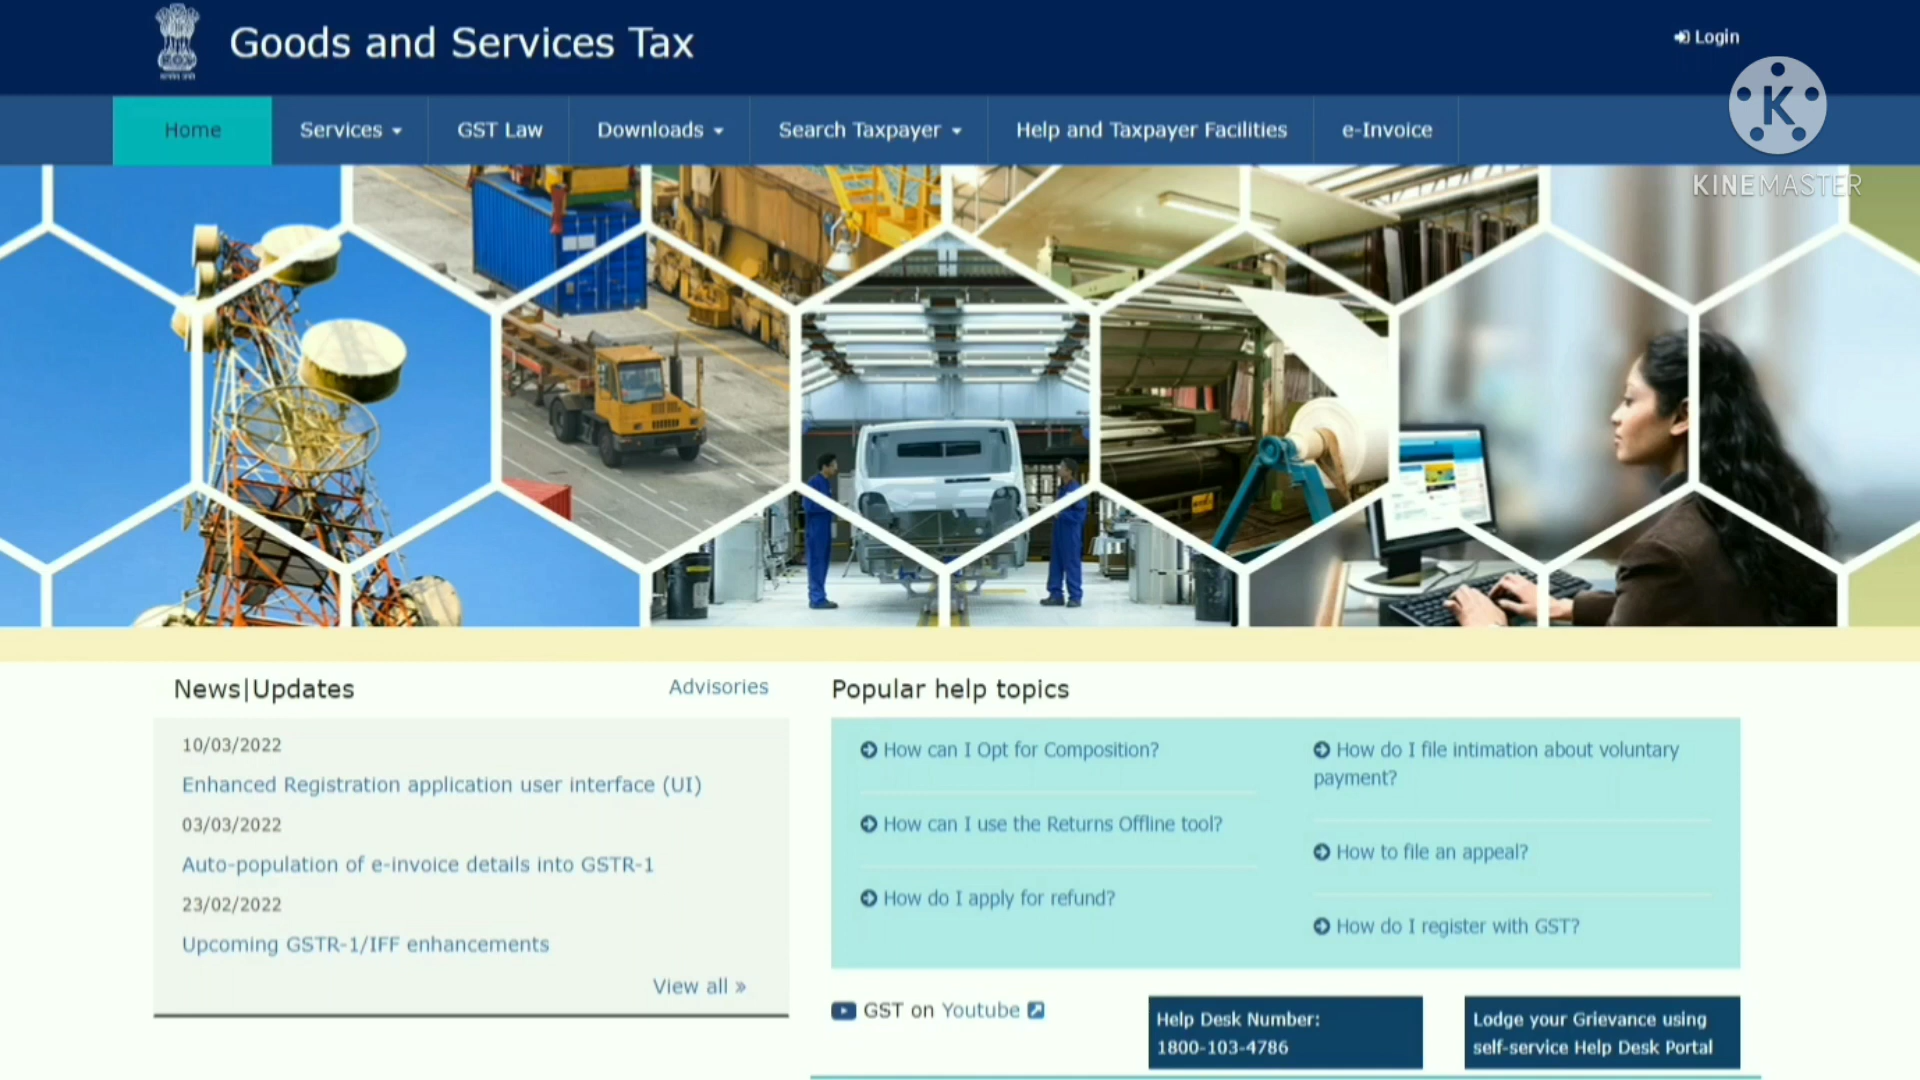 Goods and Services Tax
Login
Home
Services
GST Law
Downloads
Search Taxpayer
Help and Taxpayer Facilities
e-Invoice
K
KINEMASTER
News|Updates
Advisories
10/03/2022
Enhanced Registration application user interface (UI)
03/03/2022
Auto-population of e-invoice details into GSTR-1
23/02/2022
Upcoming GSTR-1/IFF enhancements
View all »
Popular help topics
How can I Opt for Composition?
How can I use the Returns Offline tool?
How do I apply for refund?
How do I file intimation about voluntary
payment?
How to file an appeal?
How do I register with GST?
GST on Youtube
Help Desk Number:
1800-103-4786
Lodge your Grievance using
self-service Help Desk Portal